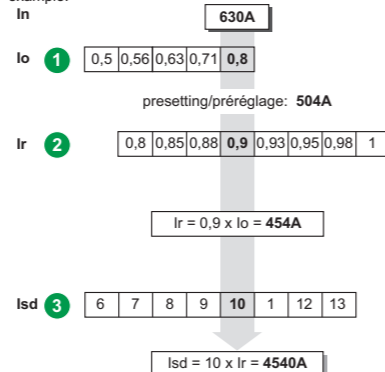 example:
In 630A
Io 1 0,5 0,56 0,63 0,71 0,8
presetting/préréglage: 504A
Ir 2 0,8 0,85 0,88 0,9 0,93 0,95 0,98 1
Ir = 0,9 x Io = 454A
Isd 3 6 7 8 9 10 1 12 13
Isd = 10 x Ir = 4540A